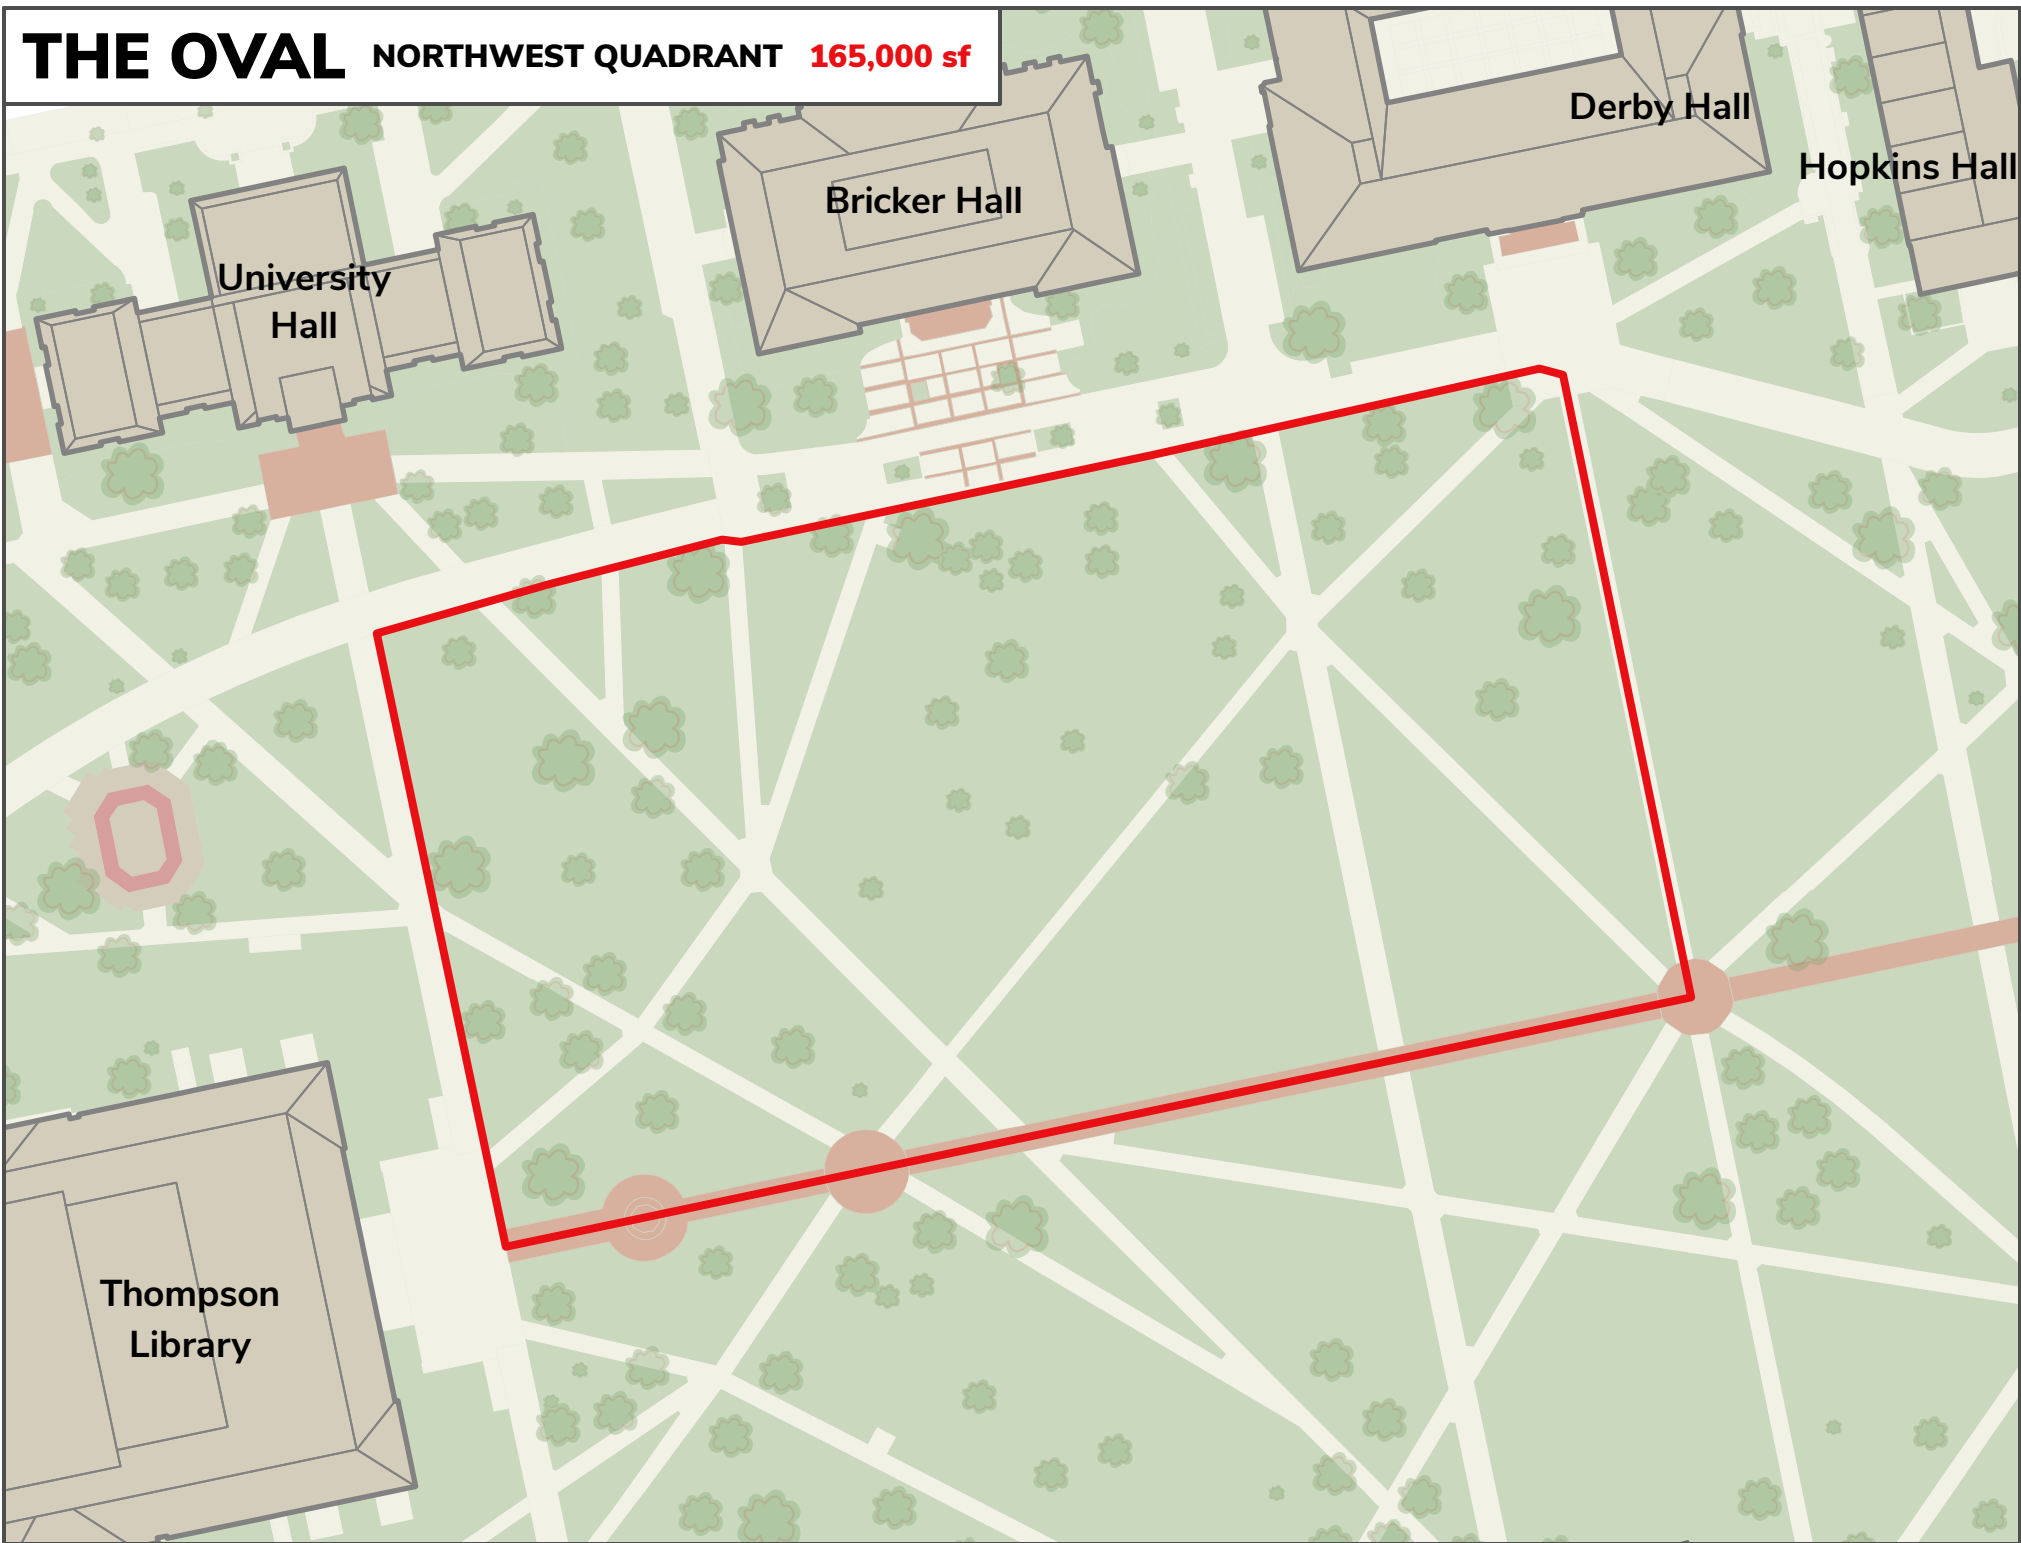 THE OVAL NORTHWEST QUADRANT 165,000 sf
Derby Hall
Hopkins Hall
Bricker Hall
University
Hall
Thompson
Library